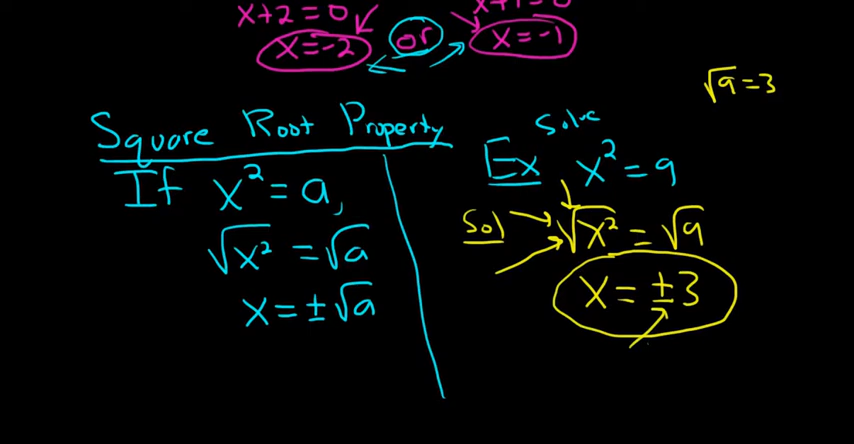 x+2=0
x=-2 or x=-1
√9=3
Square Root Property
If x²=a,
√x² = √a
x=±√a
Solve
Ex x²=9
Sol √x² = √9
x=±3